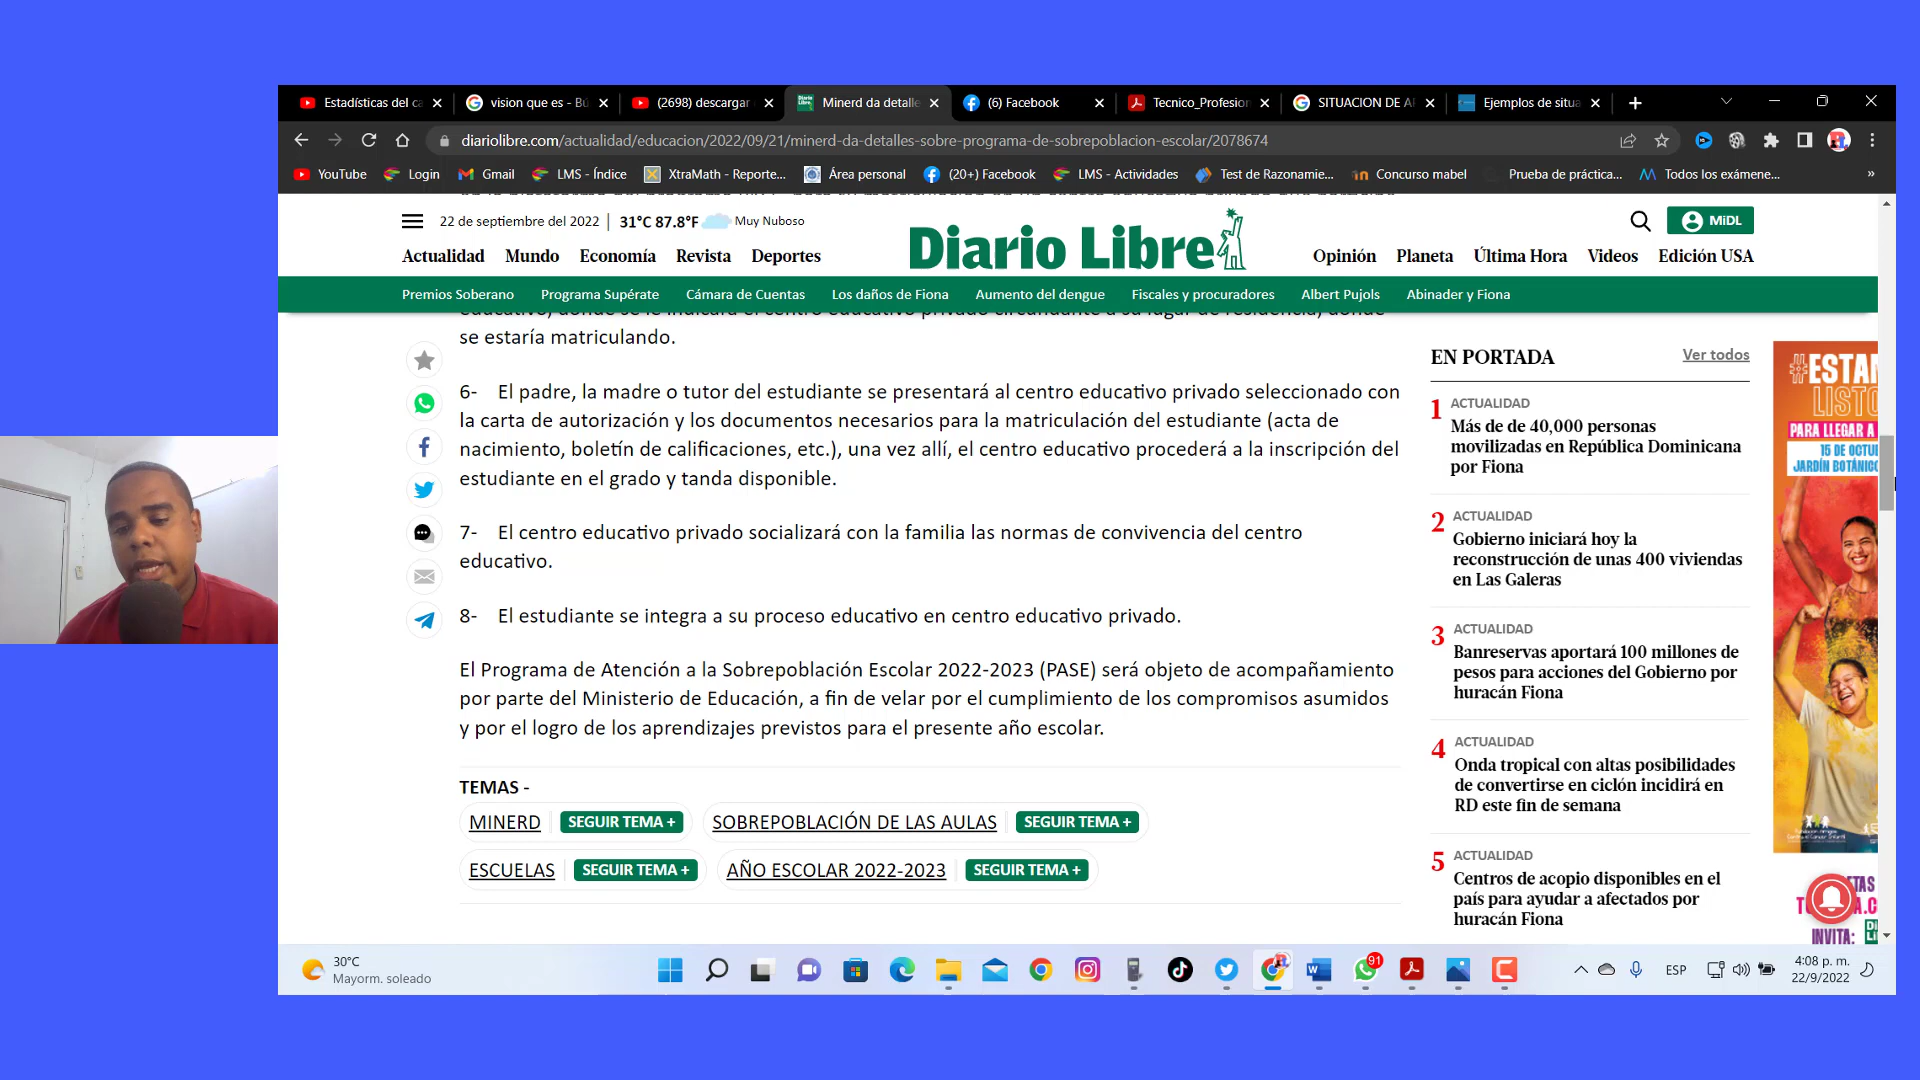 Estadísticas del ca
vision que es - Bú
(2698) descargar
Minerd da detalle
(6) Facebook
Tecnico_Profesion
SITUACION DE A
Ejemplos de situa
diariolibre.com/actualidad/educacion/2022/09/21/minerd-da-detalles-sobre-programa-de-sobrepoblacion-escolar/2078674
YouTube
Login
Gmail
LMS - Índice
XtraMath - Reporte...
Área personal
(20+) Facebook
LMS - Actividades
Test de Razonamie...
Concurso mabel
Prueba de práctica...
Todos los exámene...
»
22 de septiembre del 2022 | 31°C 87.8°F Muy Nuboso
MiDL
Actualidad Mundo Economía Revista Deportes
Diario Libre
Opinión Planeta Última Hora Videos Edición USA
Premios Soberano Programa Supérate Cámara de Cuentas Los daños de Fiona Aumento del dengue Fiscales y procuradores Albert Pujols Abinader y Fiona
educativo, donde se le indicará el centro educativo privado circundante a su lugar de residencia, donde
se estaría matriculando.
6- El padre, la madre o tutor del estudiante se presentará al centro educativo privado seleccionado con
la carta de autorización y los documentos necesarios para la matriculación del estudiante (acta de
nacimiento, boletín de calificaciones, etc.), una vez allí, el centro educativo procederá a la inscripción del
estudiante en el grado y tanda disponible.
7- El centro educativo privado socializará con la familia las normas de convivencia del centro
educativo.
8- El estudiante se integra a su proceso educativo en centro educativo privado.
El Programa de Atención a la Sobrepoblación Escolar 2022-2023 (PASE) será objeto de acompañamiento
por parte del Ministerio de Educación, a fin de velar por el cumplimiento de los compromisos asumidos
y por el logro de los aprendizajes previstos para el presente año escolar.
TEMAS -
MINERD SEGUIR TEMA + SOBREPOBLACIÓN DE LAS AULAS SEGUIR TEMA +
ESCUELAS SEGUIR TEMA + AÑO ESCOLAR 2022-2023 SEGUIR TEMA +
EN PORTADA Ver todos
1 ACTUALIDAD
Más de de 40,000 personas
movilizadas en República Dominicana
por Fiona
2 ACTUALIDAD
Gobierno iniciará hoy la
reconstrucción de unas 400 viviendas
en Las Galeras
3 ACTUALIDAD
Banreservas aportará 100 millones de
pesos para acciones del Gobierno por
huracán Fiona
4 ACTUALIDAD
Onda tropical con altas posibilidades
de convertirse en ciclón incidirá en
RD este fin de semana
5 ACTUALIDAD
Centros de acopio disponibles en el
país para ayudar a afectados por
huracán Fiona
#ESTAM
LISTO
PARA LLEGAR A
15 DE OCTU
JARDÍN BOTÁNIC
INVITA:
30°C
Mayorm. soleado
91
ESP
4:08 p. m.
22/9/2022